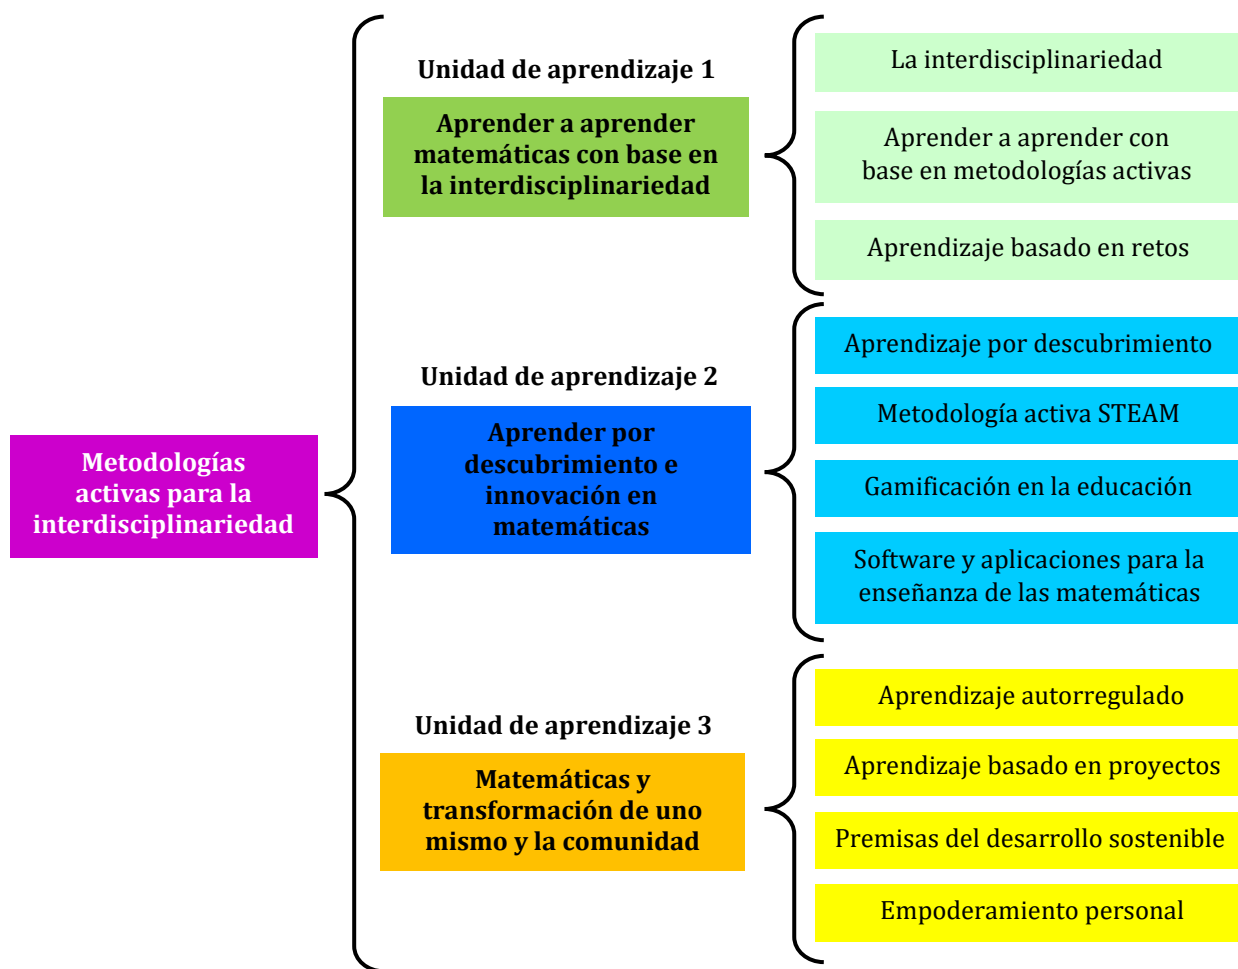 Metodologías
activas para la
interdisciplinariedad
Unidad de aprendizaje 1
Aprender a aprender
matemáticas con base en
la interdisciplinariedad
La interdisciplinariedad
Aprender a aprender con
base en metodologías activas
Aprendizaje basado en retos
Unidad de aprendizaje 2
Aprender por
descubrimiento e
innovación en
matemáticas
Aprendizaje por descubrimiento
Metodología activa STEAM
Gamificación en la educación
Software y aplicaciones para la
enseñanza de las matemáticas
Unidad de aprendizaje 3
Matemáticas y
transformación de uno
mismo y la comunidad
Aprendizaje autorregulado
Aprendizaje basado en proyectos
Premisas del desarrollo sostenible
Empoderamiento personal